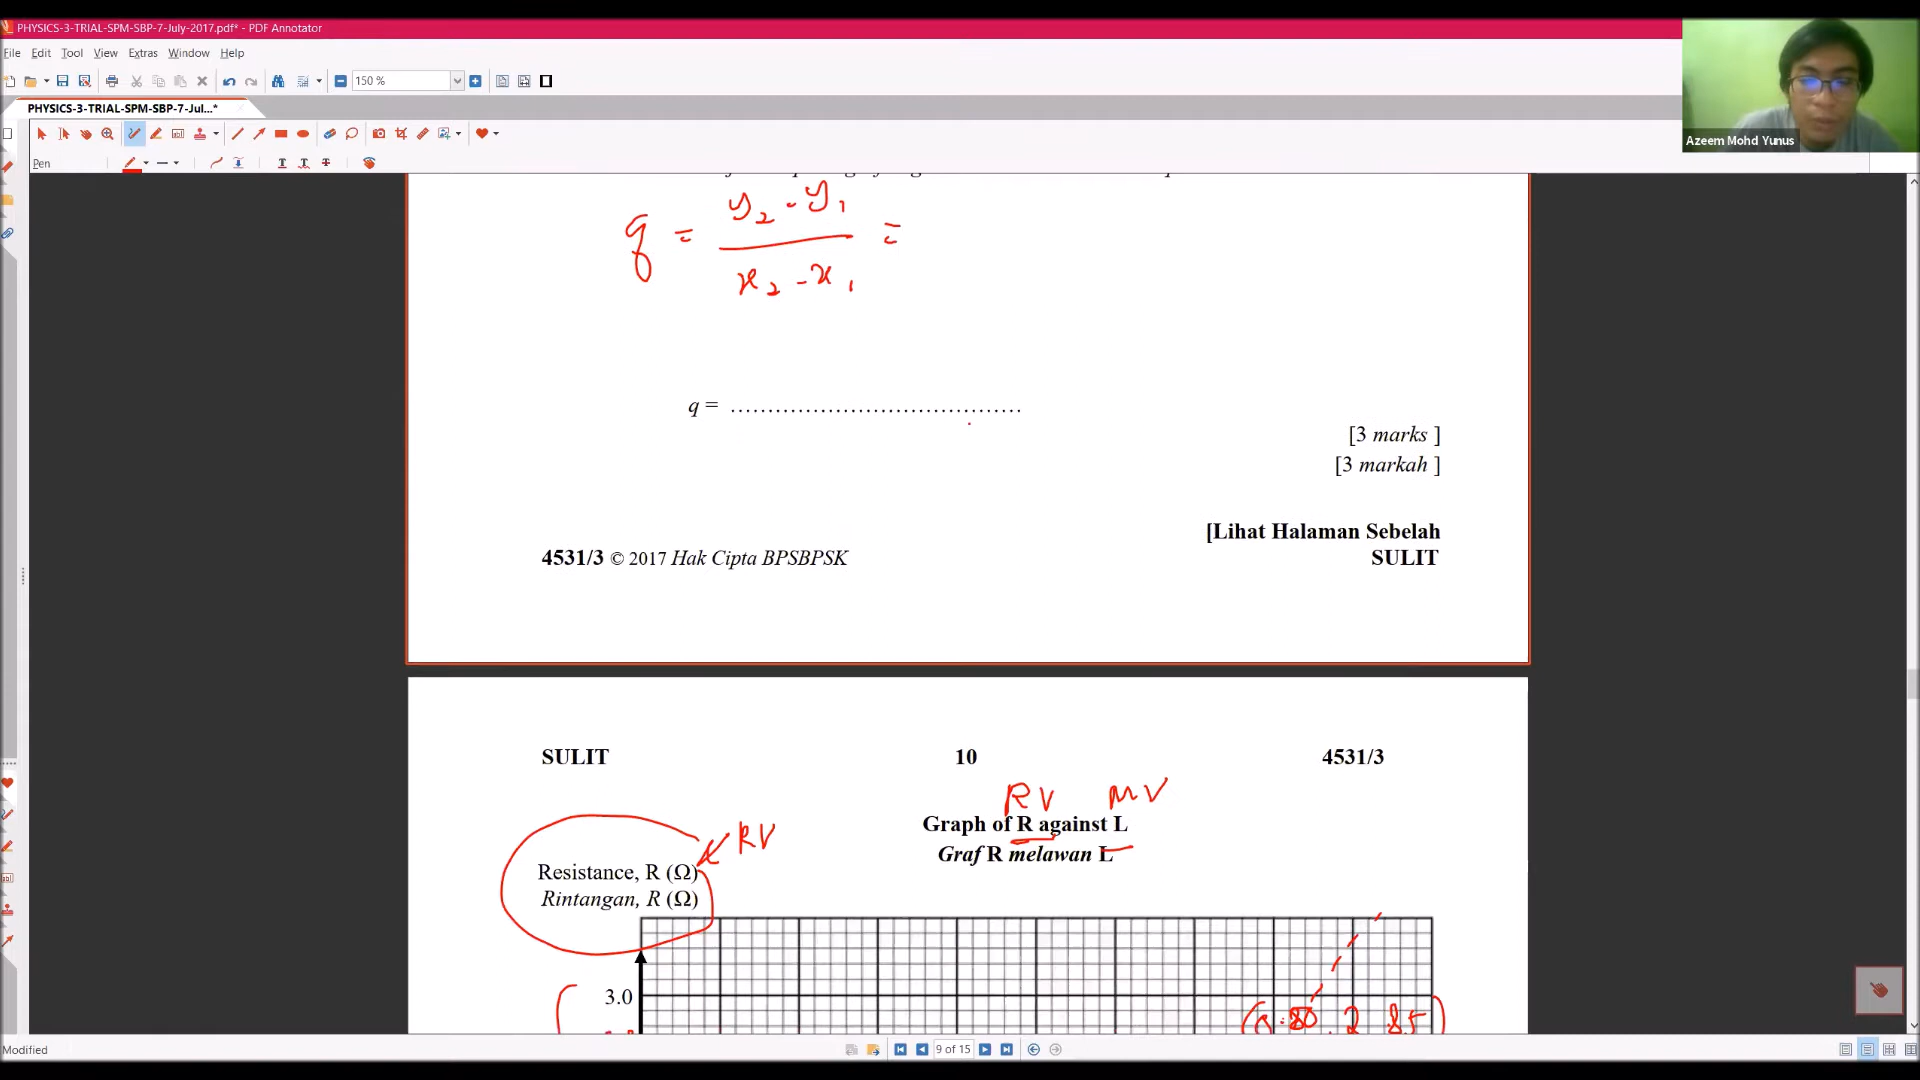 PHYSICS-3-TRIAL-SPM-SBP-7-July-2017.pdf* - PDF Annotator
File Edit Tool View Extras Window Help
150 %
PHYSICS-3-TRIAL-SPM-SBP-7-Jul...*
Pen
Azeem Mohd Yunus
q = y2 - y1 =
x2 - x1
q = ........................................
[3 marks ]
[3 markah ]
[Lihat Halaman Sebelah
4531/3 © 2017 Hak Cipta BPSBPSK
SULIT
SULIT 10 4531/3
RV MV
Graph of R against L
Graf R melawan L
RV
Resistance, R (Ω)
Rintangan, R (Ω)
3.0
Modified
9 of 15